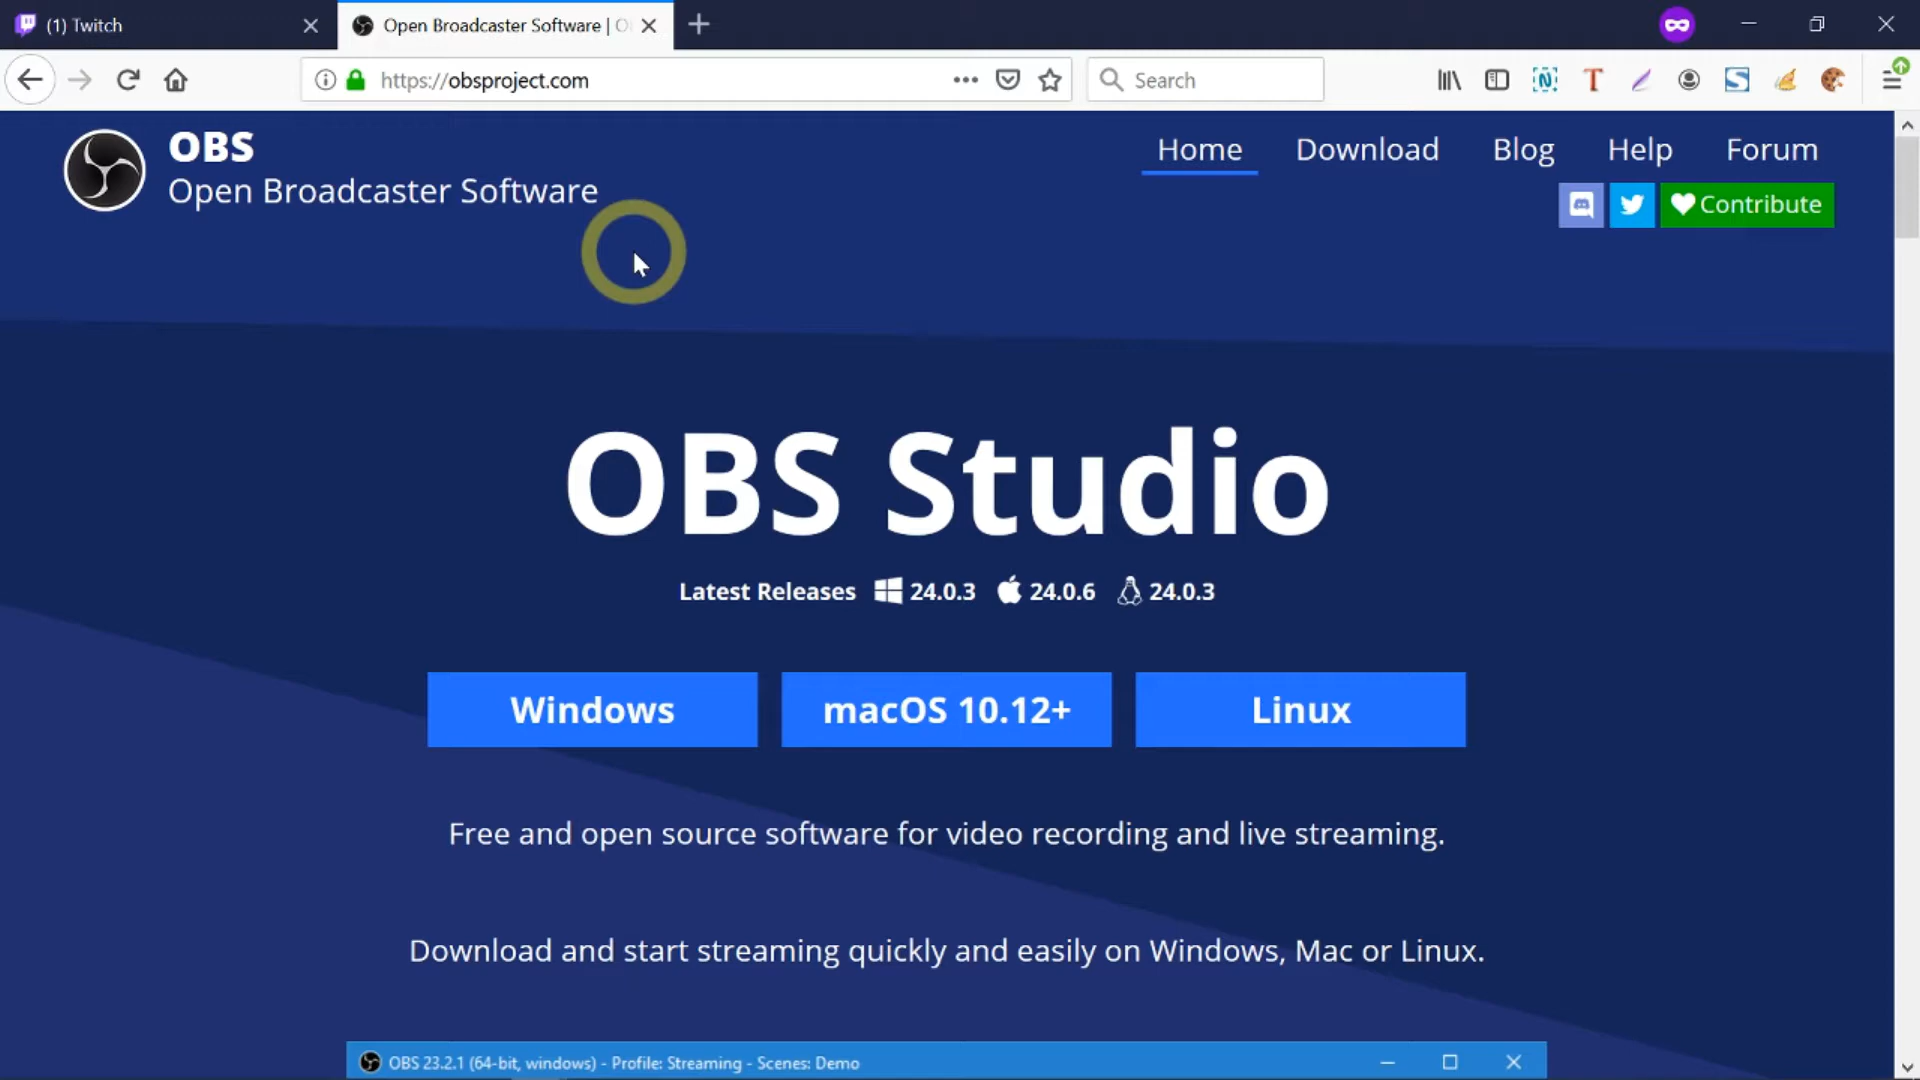 (1) Twitch
Open Broadcaster Software | O
https://obsproject.com
Search
OBS
Open Broadcaster Software
Home
Download
Blog
Help
Forum
Contribute
OBS Studio
Latest Releases 24.0.3 24.0.6 24.0.3
Windows
macOS 10.12+
Linux
Free and open source software for video recording and live streaming.
Download and start streaming quickly and easily on Windows, Mac or Linux.
OBS 23.2.1 (64-bit, windows) - Profile: Streaming - Scenes: Demo